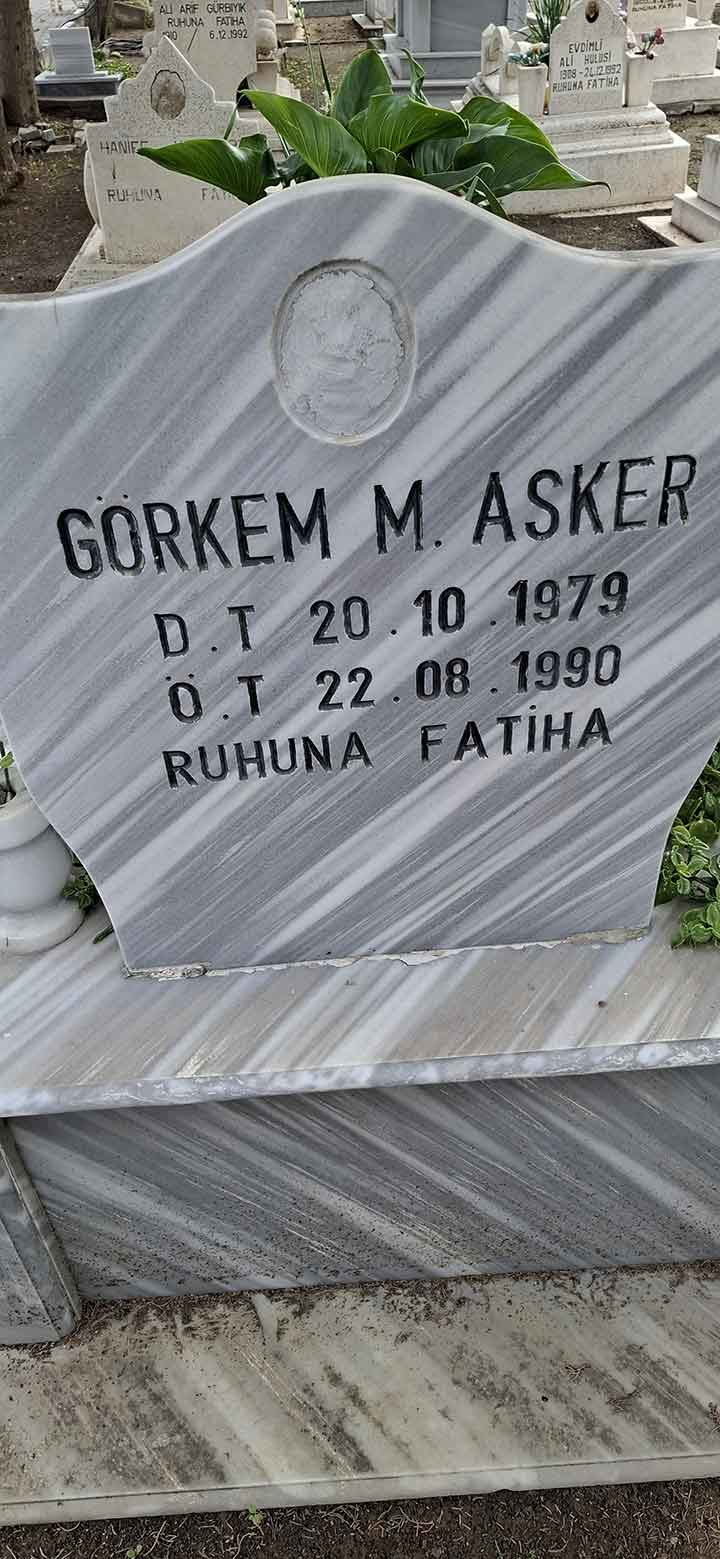 ALİ ARİF GÜRBIYIK
RUHUNA FATİHA
6.12.1992
EVDİMLİ
ALİ HULUSİ
1908 - 24.12.1992
RUHUNA FATİHA
RUHUNA
GÖRKEM M. ASKER
D.T 20.10.1979
Ö.T 22.08.1990
RUHUNA FATİHA